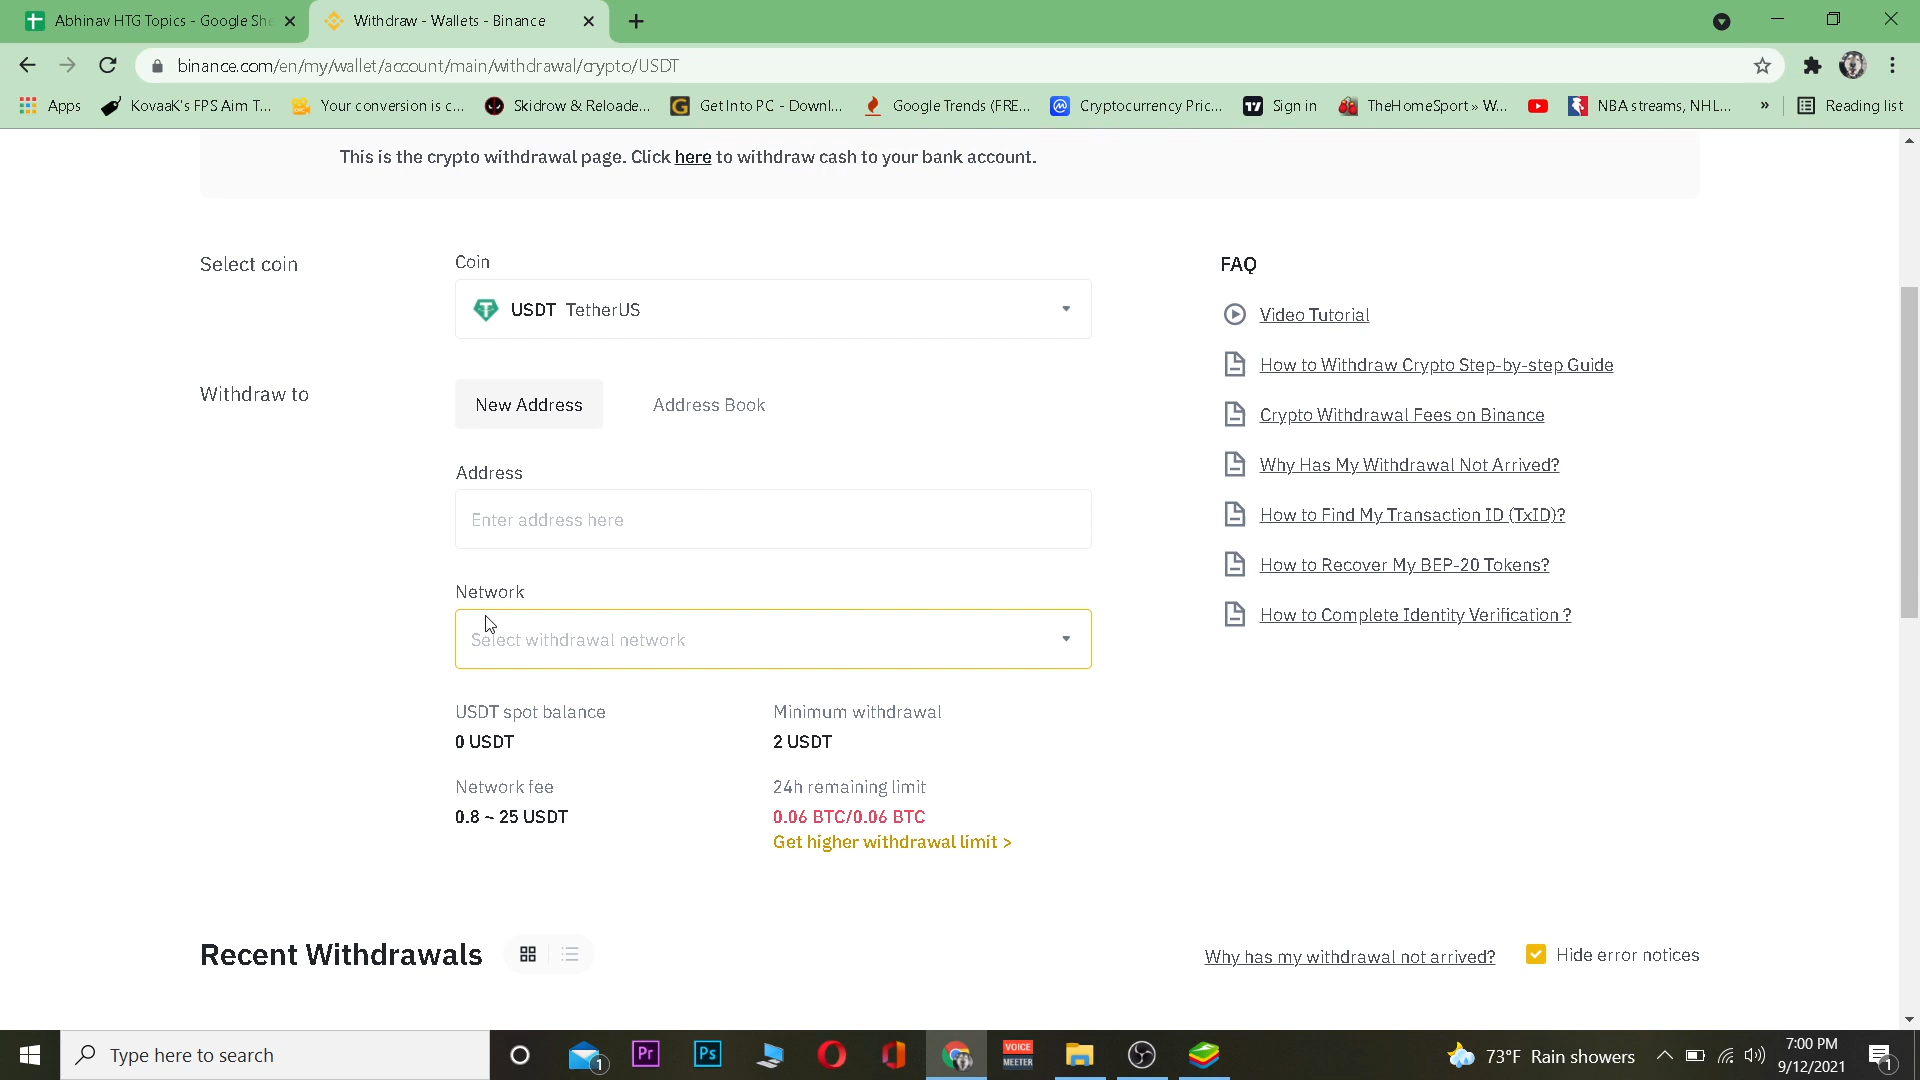 Abhinav HTG Topics - Google She
Withdraw - Wallets - Binance
binance.com/en/my/wallet/account/main/withdrawal/crypto/USDT
Apps
KovaaK's FPS Aim T...
Your conversion is c...
Skidrow & Reloade...
Get Into PC - Downl...
Google Trends (FRE...
Cryptocurrency Pric...
Sign in
TheHomeSport » W...
NBA streams, NHL...
»
Reading list
This is the crypto withdrawal page. Click here to withdraw cash to your bank account.
Select coin
Coin
USDT TetherUS
Withdraw to
New Address
Address Book
Address
Enter address here
Network
Select withdrawal network
USDT spot balance
0 USDT
Minimum withdrawal
2 USDT
Network fee
0.8 ~ 25 USDT
24h remaining limit
0.06 BTC/0.06 BTC
Get higher withdrawal limit >
FAQ
Video Tutorial
How to Withdraw Crypto Step-by-step Guide
Crypto Withdrawal Fees on Binance
Why Has My Withdrawal Not Arrived?
How to Find My Transaction ID (TxID)?
How to Recover My BEP-20 Tokens?
How to Complete Identity Verification ?
Recent Withdrawals
Why has my withdrawal not arrived?
Hide error notices
Type here to search
1
Pr
Ps
VOICE
MEETER
73°F Rain showers
7:00 PM
9/12/2021
1